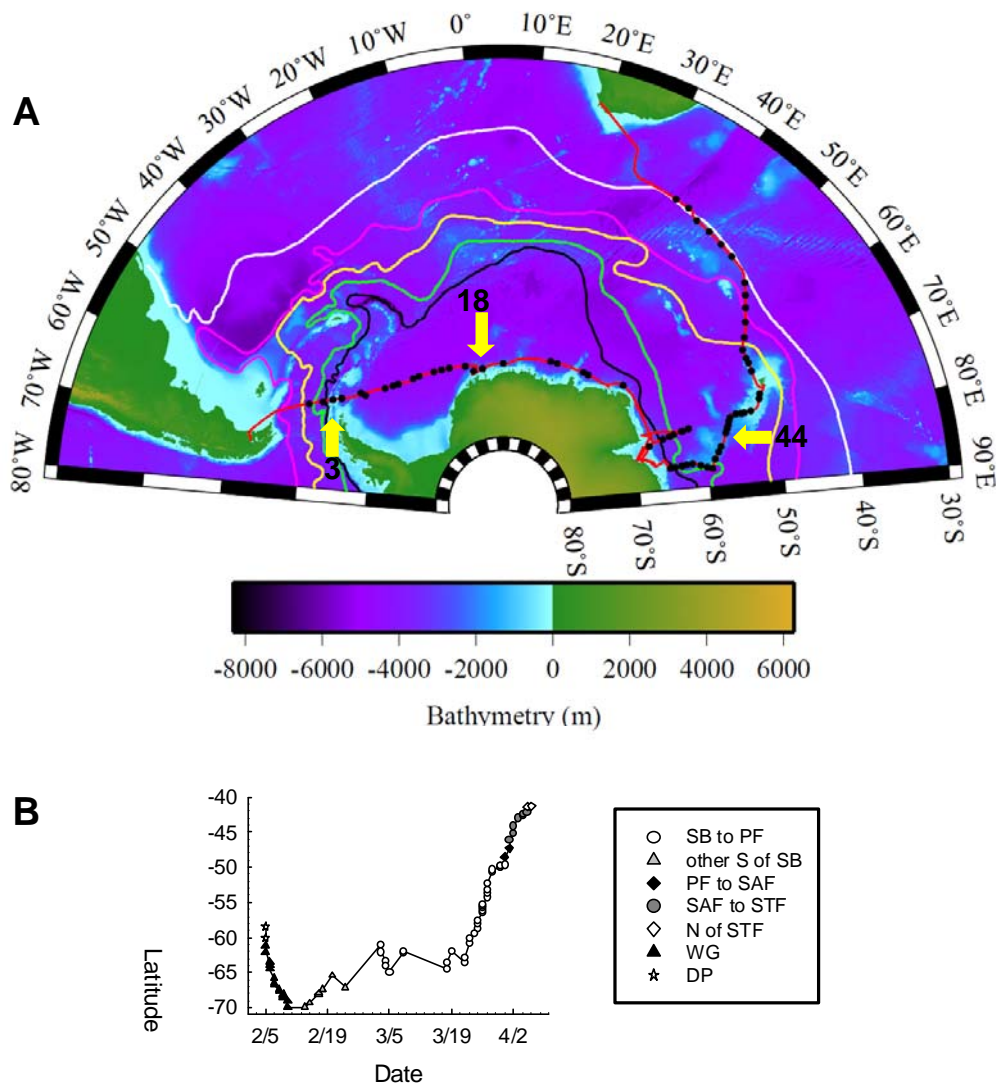 A
80˚W
70˚W
60˚W
50˚W
40˚W
30˚W
20˚W
10˚W
0˚
10˚E
20˚E
30˚E
40˚E
50˚E
60˚E
70˚E
80˚E
90˚E
18
3
44
80˚S
70˚S
60˚S
50˚S
40˚S
30˚S
-8000 -6000 -4000 -2000 0 2000 4000 6000
Bathymetry (m)
B
Latitude
-40
-45
-50
-55
-60
-65
-70
2/5 2/19 3/5 3/19 4/2
Date
SB to PF
other S of SB
PF to SAF
SAF to STF
N of STF
WG
DP